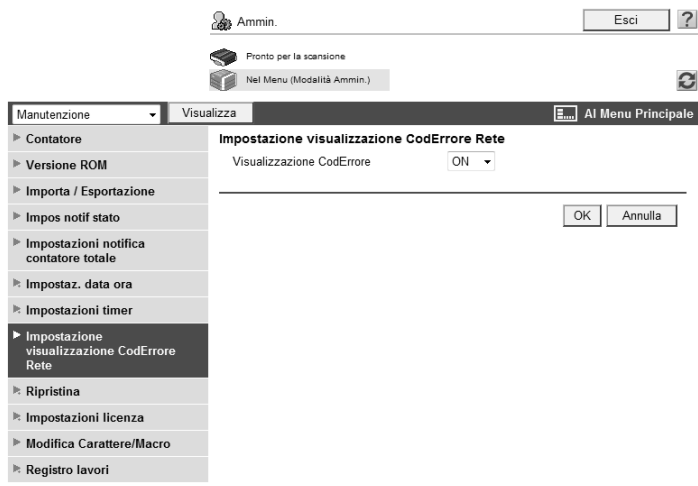 Ammin.
Esci
?
Pronto per la scansione
Nel Menu (Modalità Ammin.)
Manutenzione
Visualizza
Al Menu Principale
Contatore
Versione ROM
Importa / Esportazione
Impos notif stato
Impostazioni notifica
contatore totale
Impostaz. data ora
Impostazioni timer
Impostazione
visualizzazione CodErrore
Rete
Ripristina
Impostazioni licenza
Modifica Carattere/Macro
Registro lavori
Impostazione visualizzazione CodErrore Rete
Visualizzazione CodErrore
ON
OK
Annulla